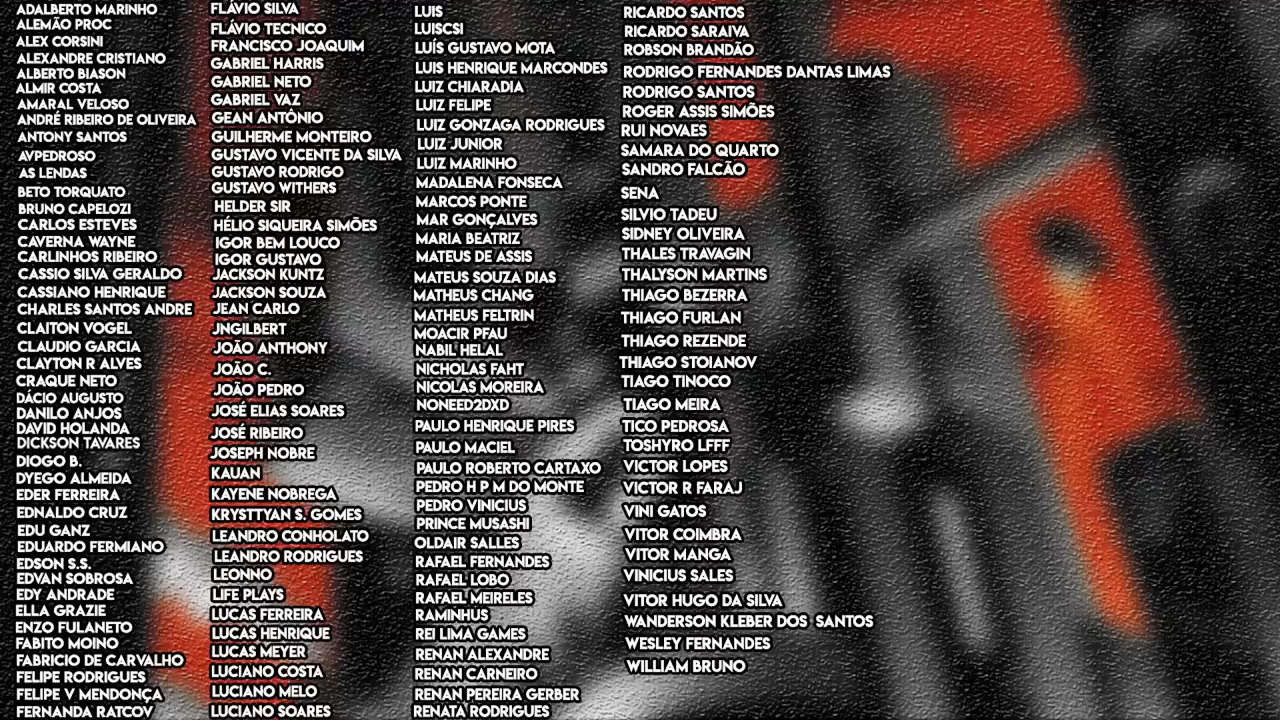 ADALBERTO MARINHO
ALEMÃO PROC
ALEX CORSINI
ALEXANDRE CRISTIANO
ALBERTO BIASON
ALMIR COSTA
AMARAL VELOSO
ANDRÉ RIBEIRO DE OLIVEIRA
ANTONY SANTOS
AVPEDROSO
AS LENDAS
BETO TORQUATO
BRUNO CAPELOZI
CARLOS ESTEVES
CAVERNA WAYNE
CARLINHOS RIBEIRO
CASSIO SILVA GERALDO
CASSIANO HENRIQUE
CHARLES SANTOS ANDRE
CLAITON VOGEL
CLAUDIO GARCIA
CLAYTON R ALVES
CRAQUE NETO
DÁCIO AUGUSTO
DANILO ANJOS
DAVID HOLANDA
DICKSON TAVARES
DIOGO B.
DYEGO ALMEIDA
EDER FERREIRA
EDNALDO CRUZ
EDU GANZ
EDUARDO FERMIANO
EDSON S.S.
EDVAN SOBROSA
EDY ANDRADE
ELLA GRAZIE
ENZO FULANETO
FABITO MOINO
FABRICIO DE CARVALHO
FELIPE RODRIGUES
FELIPE V MENDONÇA
FERNANDA RATCOV
FLÁVIO SILVA
FLÁVIO TECNICO
FRANCISCO JOAQUIM
GABRIEL HARRIS
GABRIEL NETO
GABRIEL VAZ
GEAN ANTÔNIO
GUILHERME MONTEIRO
GUSTAVO VICENTE DA SILVA
GUSTAVO RODRIGO
GUSTAVO WITHERS
HELDER SIR
HÉLIO SIQUEIRA SIMÕES
IGOR BEM LOUCO
IGOR GUSTAVO
JACKSON KUNTZ
JACKSON SOUZA
JEAN CARLO
JNGILBERT
JOÃO ANTHONY
JOÃO C.
JOÃO PEDRO
JOSÉ ELIAS SOARES
JOSÉ RIBEIRO
JOSEPH NOBRE
KAUAN
KAYENE NOBREGA
KRYSTTYAN S. GOMES
LEANDRO CONHOLATO
LEANDRO RODRIGUES
LEONNO
LIFE PLAYS
LUCAS FERREIRA
LUCAS HENRIQUE
LUCAS MEYER
LUCIANO COSTA
LUCIANO MELO
LUCIANO SOARES
LUIS
LUISCSI
LUÍS GUSTAVO MOTA
LUIS HENRIQUE MARCONDES
LUIZ CHIARADIA
LUIZ FELIPE
LUIZ GONZAGA RODRIGUES
LUIZ JUNIOR
LUIZ MARINHO
MADALENA FONSECA
MARCOS PONTE
MAR GONÇALVES
MARIA BEATRIZ
MATEUS DE ASSIS
MATEUS SOUZA DIAS
MATHEUS CHANG
MATHEUS FELTRIN
MOACIR PFAU
NABIL HELAL
NICHOLAS FAHT
NICOLAS MOREIRA
NONEED2DXD
PAULO HENRIQUE PIRES
PAULO MACIEL
PAULO ROBERTO CARTAXO
PEDRO H P M DO MONTE
PEDRO VINICIUS
PRINCE MUSASHI
OLDAIR SALLES
RAFAEL FERNANDES
RAFAEL LOBO
RAFAEL MEIRELES
RAMINHUS
REI LIMA GAMES
RENAN ALEXANDRE
RENAN CARNEIRO
RENAN PEREIRA GERBER
RENATA RODRIGUES
RICARDO SANTOS
RICARDO SARAIVA
ROBSON BRANDÃO
RODRIGO FERNANDES DANTAS LIMAS
RODRIGO SANTOS
ROGER ASSIS SIMÕES
RUI NOVAES
SAMARA DO QUARTO
SANDRO FALCÃO
SENA
SILVIO TADEU
SIDNEY OLIVEIRA
THALES TRAVAGIN
THALYSON MARTINS
THIAGO BEZERRA
THIAGO FURLAN
THIAGO REZENDE
THIAGO STOIANOV
TIAGO TINOCO
TIAGO MEIRA
TICO PEDROSA
TOSHYRO LFFF
VICTOR LOPES
VICTOR R FARAJ
VINI GATOS
VITOR COIMBRA
VITOR MANGA
VINICIUS SALES
VITOR HUGO DA SILVA
WANDERSON KLEBER DOS SANTOS
WESLEY FERNANDES
WILLIAM BRUNO